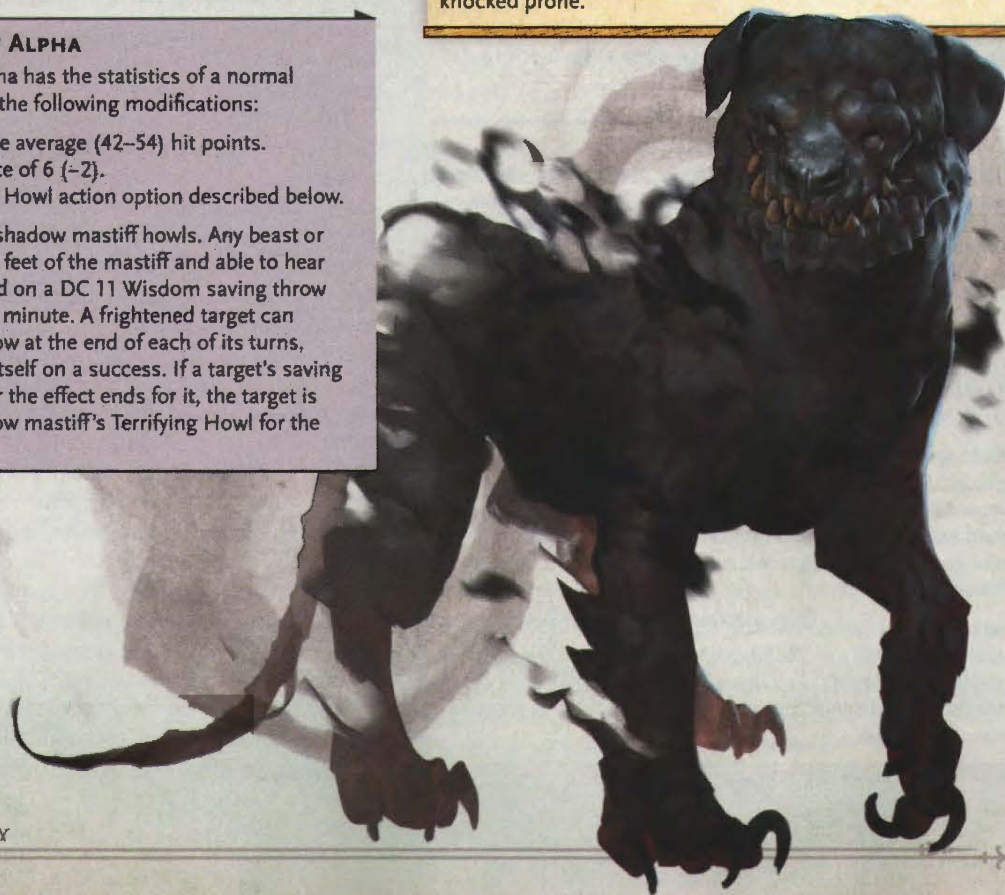 knocked prone.
ALPHA
ha has the statistics of a normal
the following modifications:
e average (42–54) hit points.
ce of 6 (−2).
Howl action option described below.
shadow mastiff howls. Any beast or
feet of the mastiff and able to hear
d on a DC 11 Wisdom saving throw
minute. A frightened target can
ow at the end of each of its turns,
tself on a success. If a target's saving
r the effect ends for it, the target is
ow mastiff's Terrifying Howl for the
X